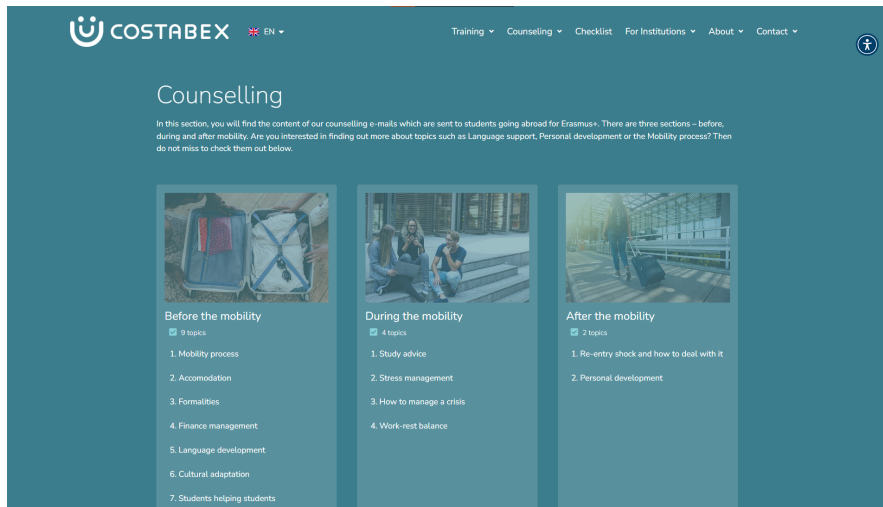 COSTABEX
EN
Training
Counseling
Checklist
For Institutions
About
Contact
Counselling
In this section, you will find the content of our counselling e-mails which are sent to students going abroad for Erasmus+. There are three sections – before,
during and after mobility. Are you interested in finding out more about topics such as Language support, Personal development or the Mobility process? Then
do not miss to check them out below.
Before the mobility
9 topics
1. Mobility process
2. Accomodation
3. Formalities
4. Finance management
5. Language development
6. Cultural adaptation
7. Students helping students
During the mobility
4 topics
1. Study advice
2. Stress management
3. How to manage a crisis
4. Work-rest balance
After the mobility
2 topics
1. Re-entry shock and how to deal with it
2. Personal development